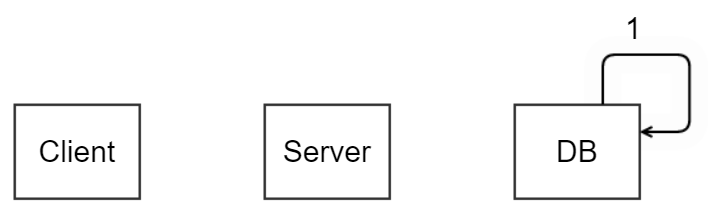 1
Client
Server
DB